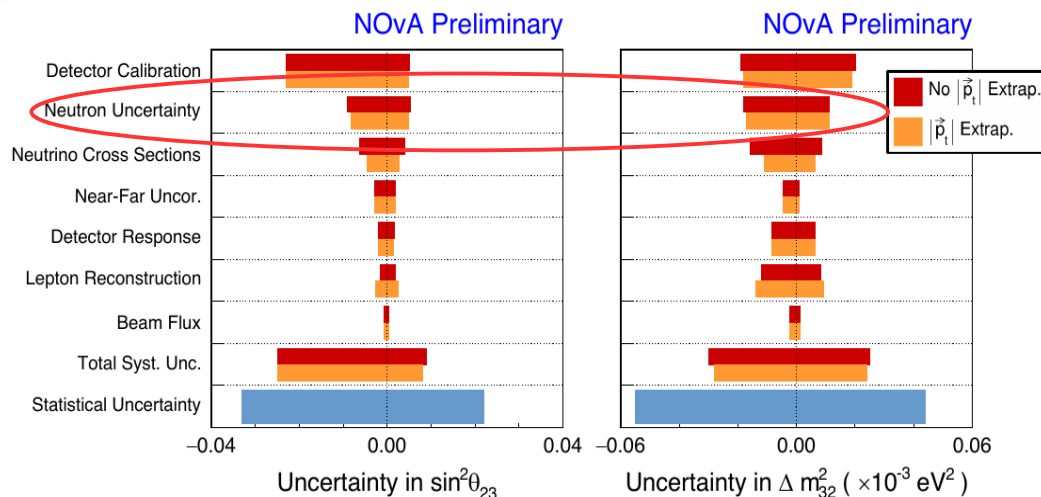 NOvA Preliminary
NOvA Preliminary
Detector Calibration
Neutron Uncertainty
Neutrino Cross Sections
Near-Far Uncor.
Detector Response
Lepton Reconstruction
Beam Flux
Total Syst. Unc.
Statistical Uncertainty
No |p⃗ₜ| Extrap.
|p⃗ₜ| Extrap.
−0.04 0.00 0.04
−0.06 0.00 0.06
Uncertainty in sin²θ₂₃
Uncertainty in Δ m²₃₂ ( ×10⁻³ eV² )